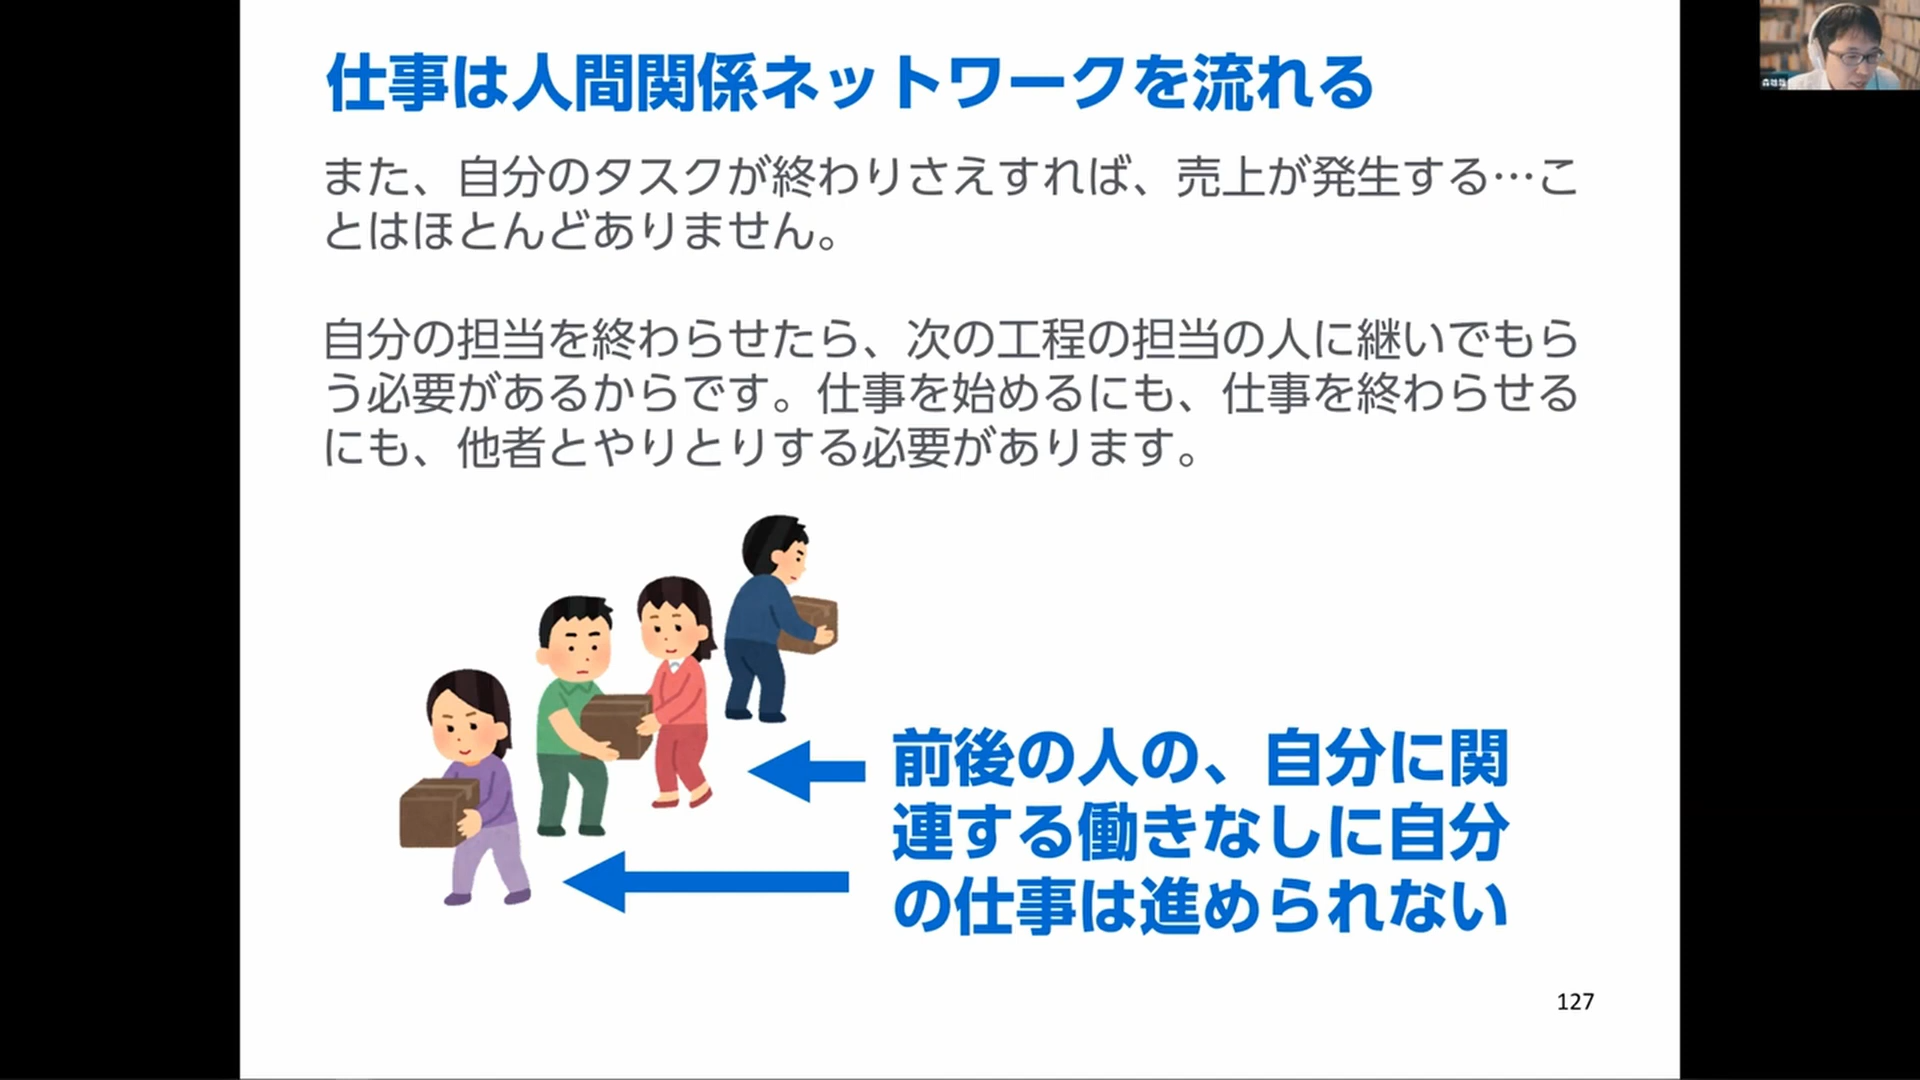 仕事は人間関係ネットワークを流れる
また、自分のタスクが終わりさえすれば、売上が発生する…こ
とはほとんどありません。
自分の担当を終わらせたら、次の工程の担当の人に継いでもら
う必要があるからです。仕事を始めるにも、仕事を終わらせる
にも、他者とやりとりする必要があります。
前後の人の、自分に関
連する働きなしに自分
の仕事は進められない
127